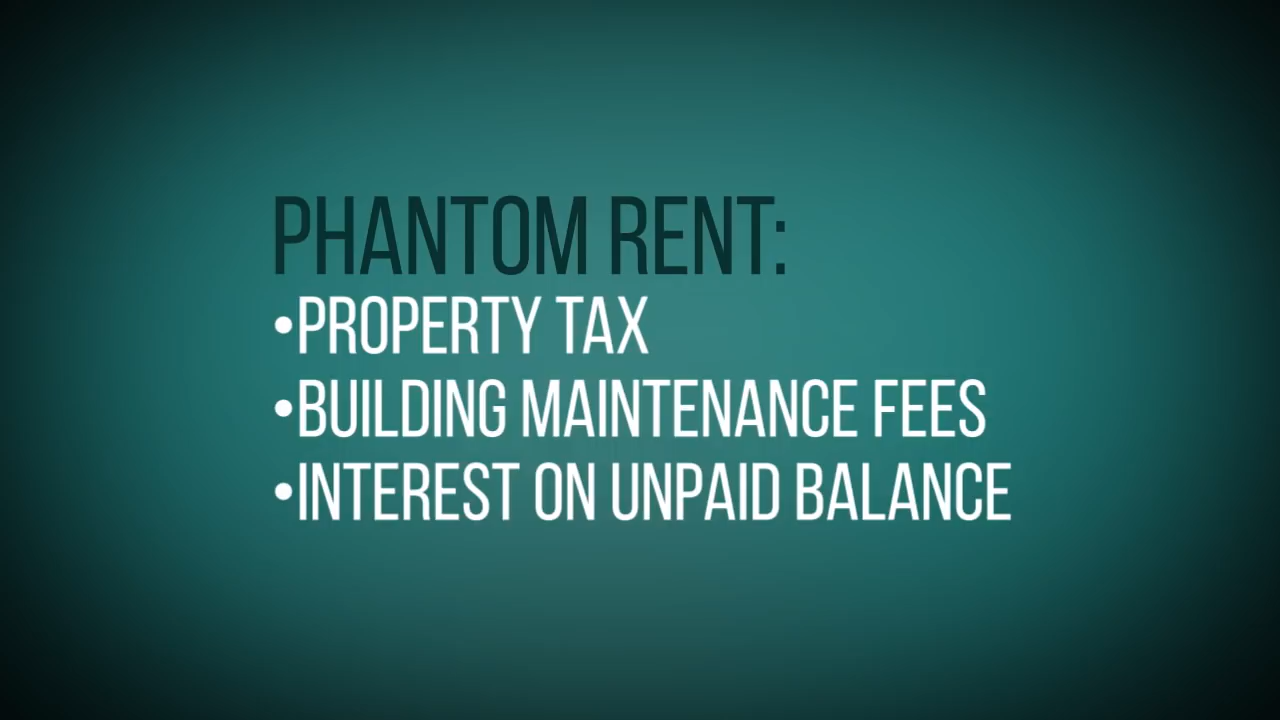 PHANTOM RENT:
•PROPERTY TAX
•BUILDING MAINTENANCE FEES
•INTEREST ON UNPAID BALANCE